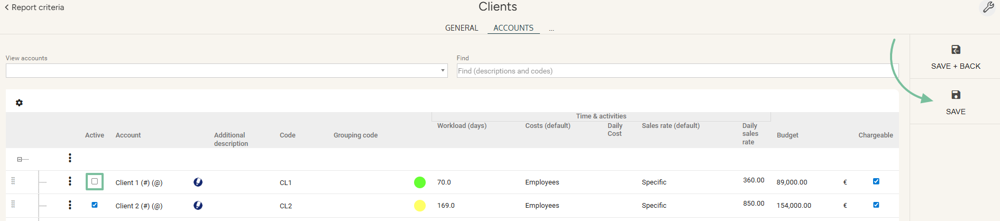 Report criteria
Clients
GENERAL ACCOUNTS ...
View accounts
Find
Find (descriptions and codes)
SAVE + BACK
SAVE
Time & activities
Active Account Additional description Code Grouping code Workload (days) Costs (default) Daily Cost Sales rate (default) Daily sales rate Budget Chargeable
Client 1 (#) (@) CL1 70.0 Employees Specific 360.00 89,000.00 €
Client 2 (#) (@) CL2 169.0 Employees Specific 850.00 154,000.00 €